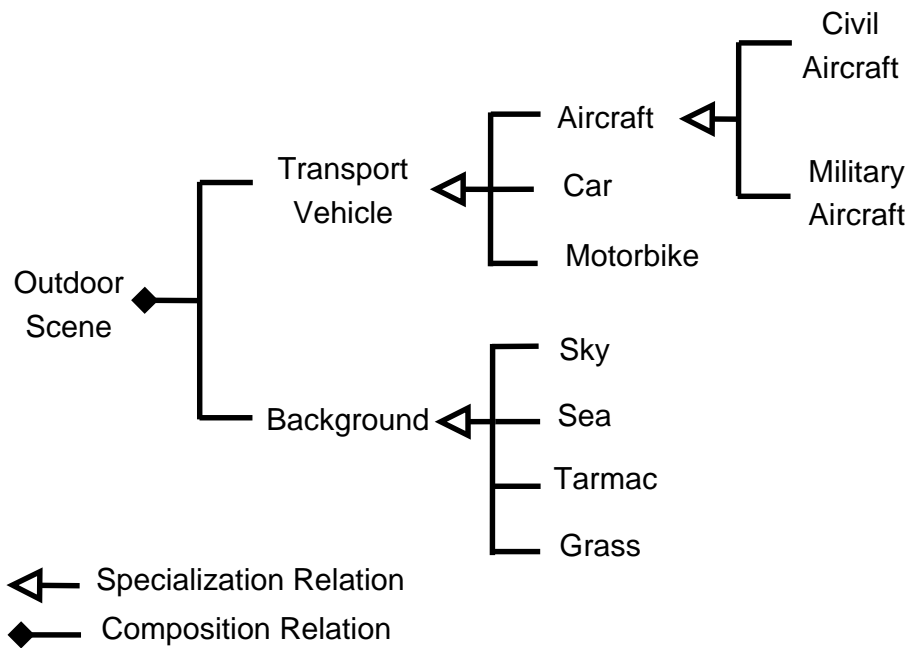 Civil
Aircraft
Aircraft
Transport
Vehicle
Car
Military
Aircraft
Motorbike
Outdoor
Scene
Sky
Background
Sea
Tarmac
Grass
Specialization Relation
Composition Relation